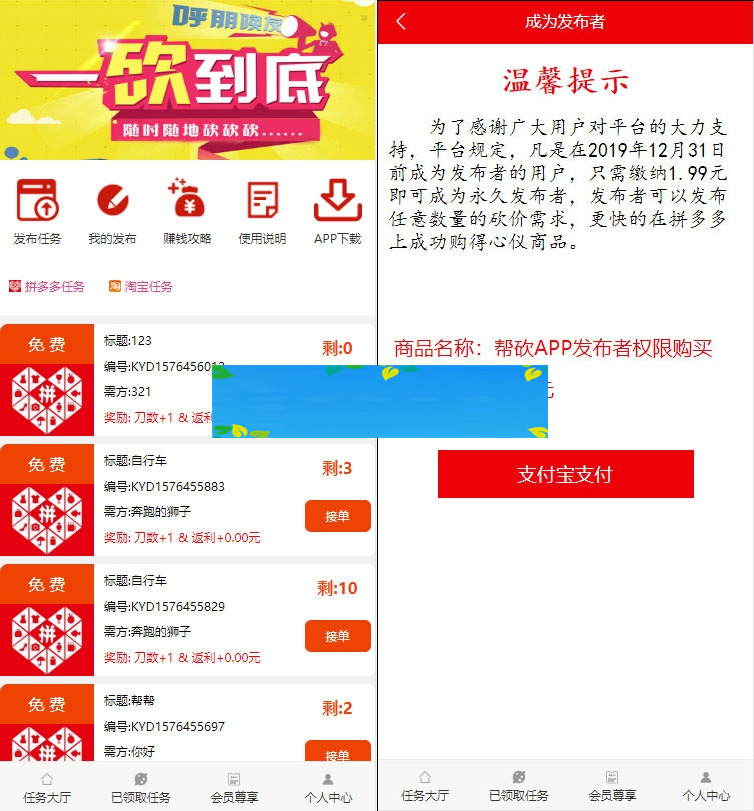 呼朋唤友
一砍到底
随时随地砍砍砍......
发布任务
我的发布
赚钱攻略
使用说明
APP下载
拼多多任务
淘
淘宝任务
免费
拼
标题:123
编号:KYD1576456012
需方:321
奖励: 刀数+1 & 返利
剩:0
免费
拼
标题:自行车
编号:KYD1576455883
需方:奔跑的狮子
奖励: 刀数+1 & 返利+0.00元
剩:3
接单
免费
拼
标题:自行车
编号:KYD1576455829
需方:奔跑的狮子
奖励: 刀数+1 & 返利+0.00元
剩:10
接单
免费
标题:帮帮
编号:KYD1576455697
需方:你好
剩:2
接单
任务大厅
已领取任务
会员尊享
个人中心
成为发布者
温馨提示
为了感谢广大用户对平台的大力支
持，平台规定，凡是在2019年12月31日
前成为发布者的用户，只需缴纳1.99元
即可成为永久发布者，发布者可以发布
任意数量的砍价需求，更快的在拼多多
上成功购得心仪商品。
商品名称：帮砍APP发布者权限购买
元
支付宝支付
任务大厅
已领取任务
会员尊享
个人中心